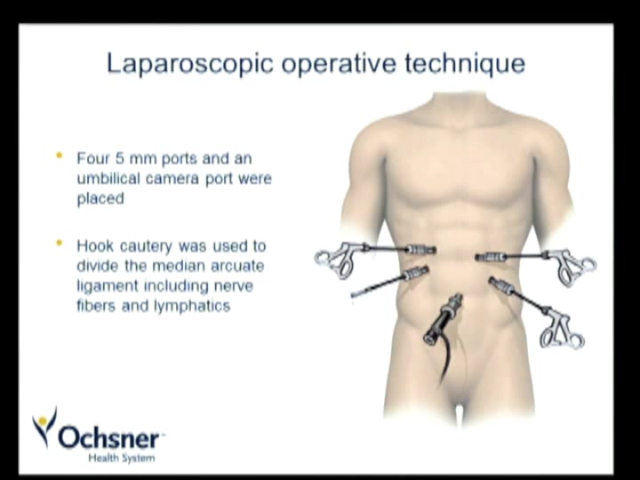 Laparoscopic operative technique
• Four 5 mm ports and an
umbilical camera port were
placed
• Hook cautery was used to
divide the median arcuate
ligament including nerve
fibers and lymphatics
Ochsner
Health System